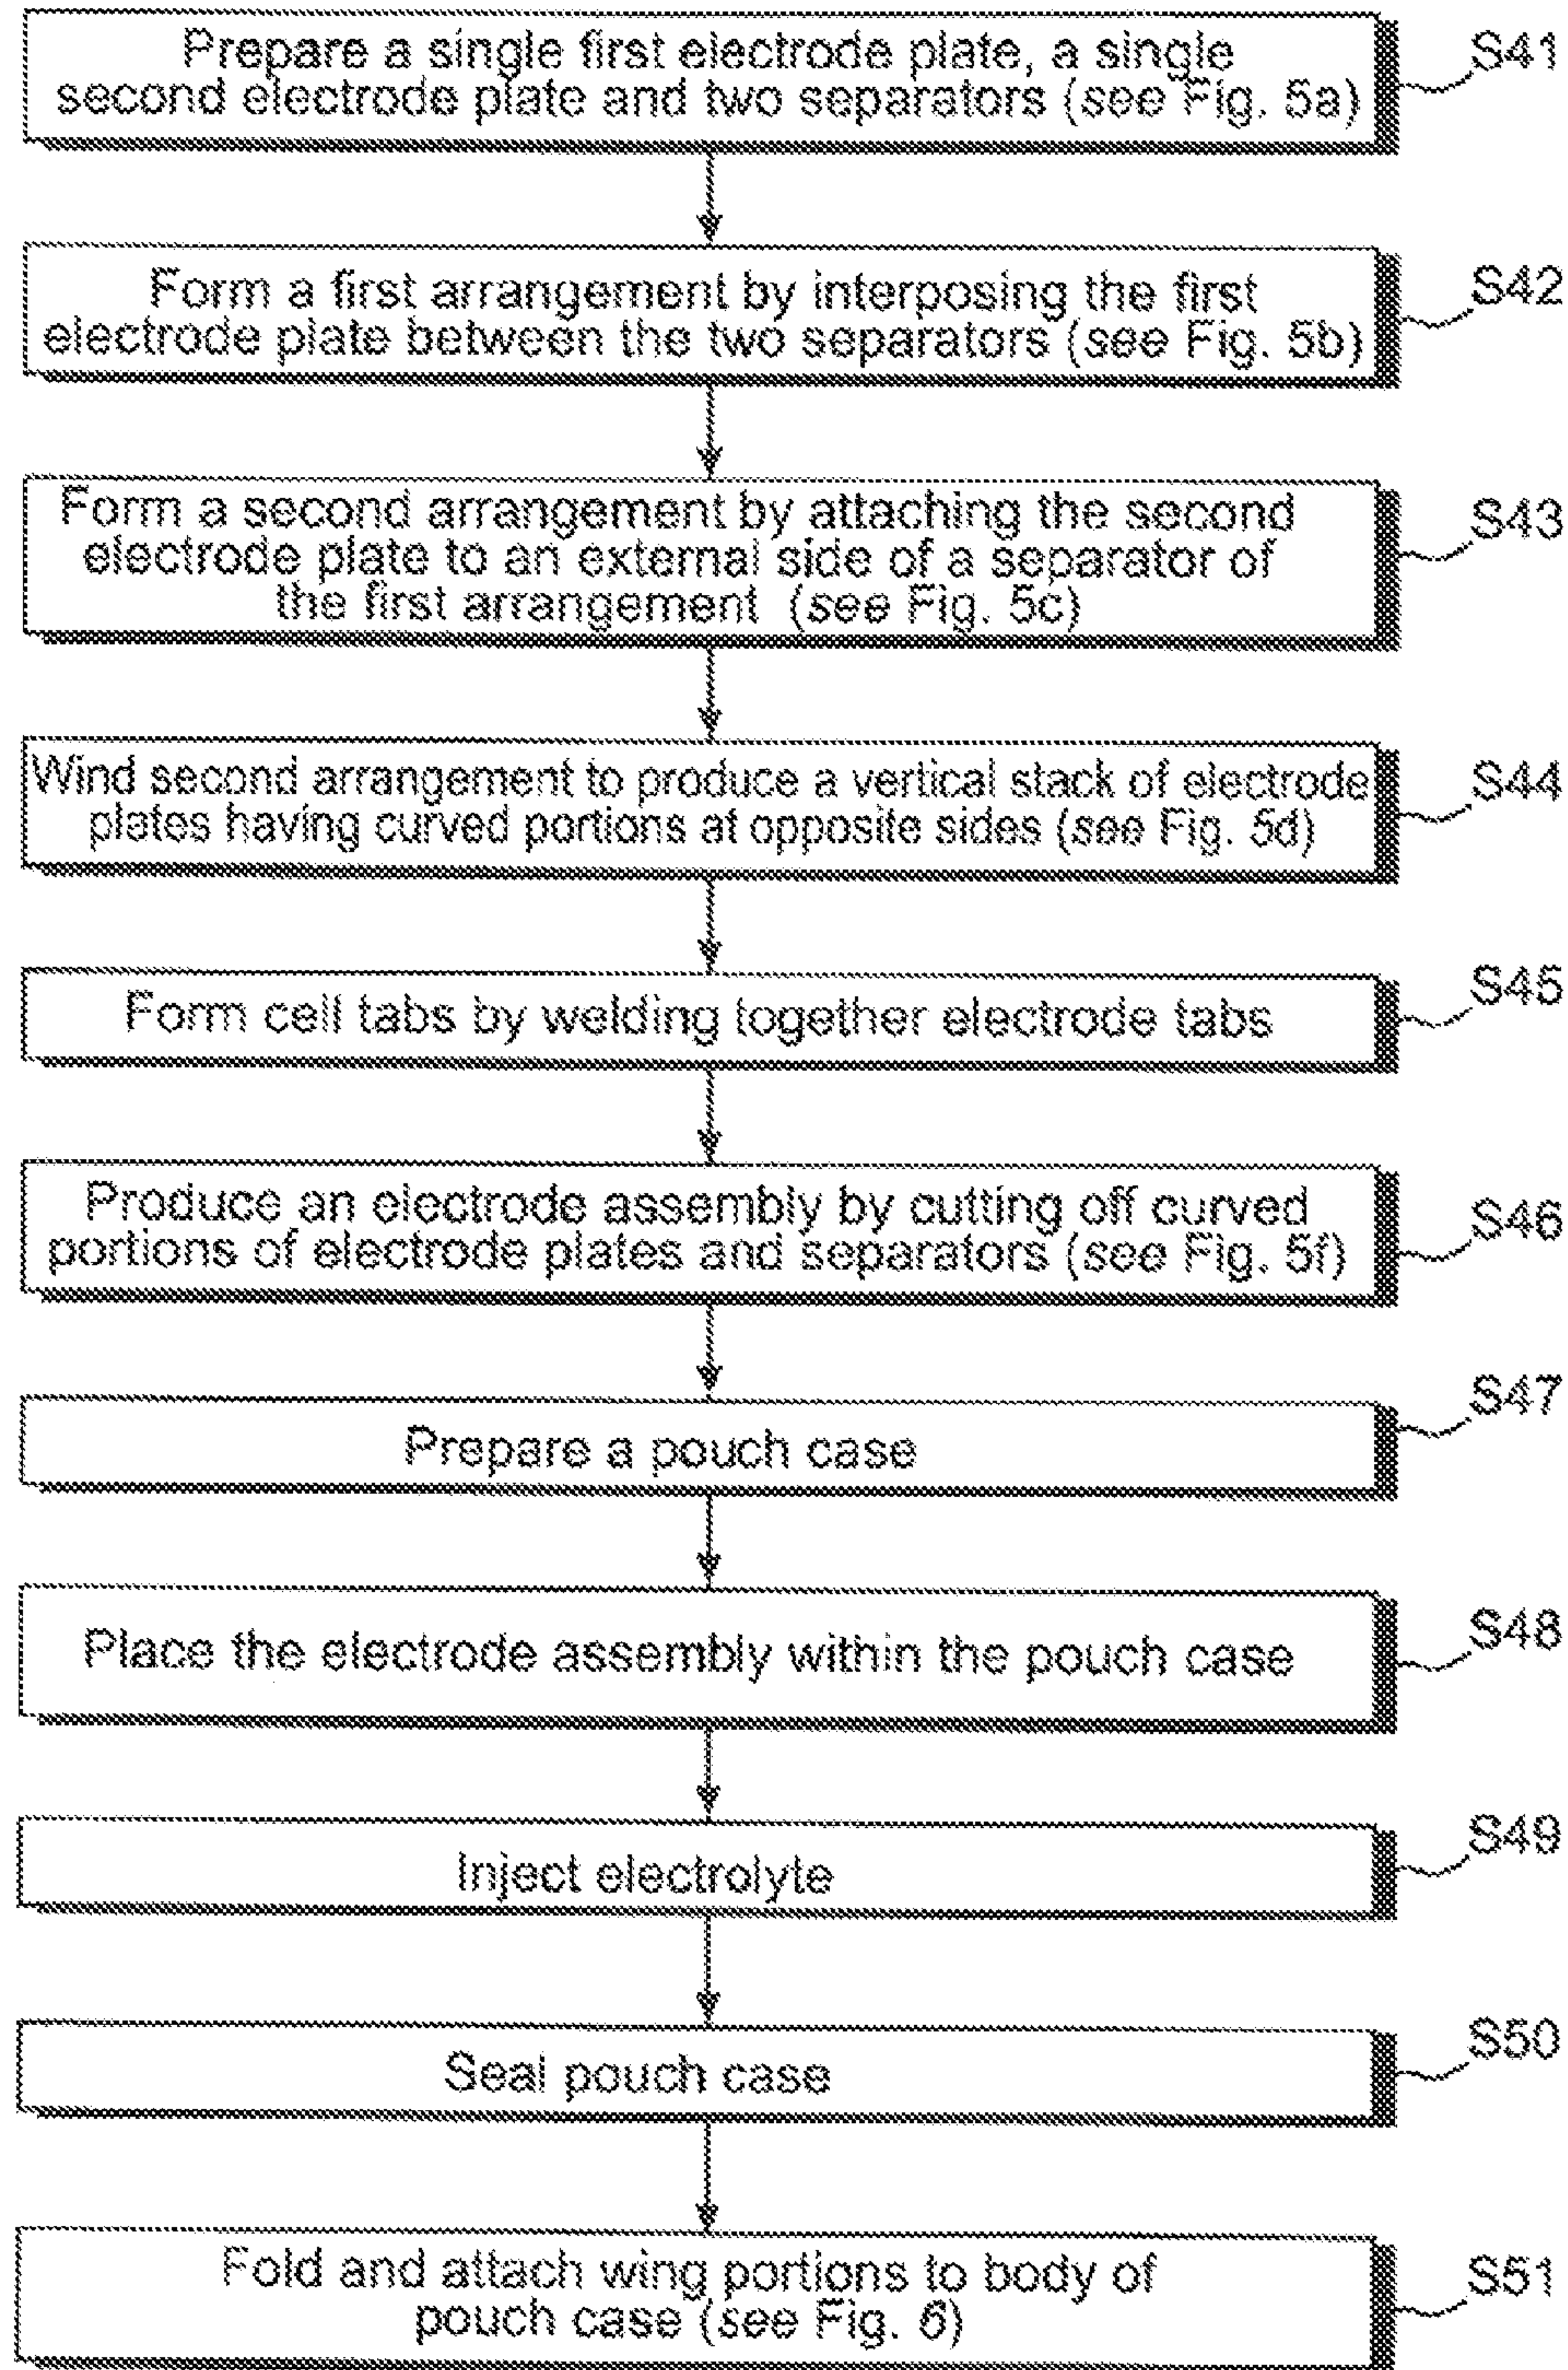 Prepare a single first electrode plate, a single
second electrode plate and two separators (see Fig. 5a)
S41
Form a first arrangement by interposing the first
electrode plate between the two separators (see Fig. 5b)
S42
Form a second arrangement by attaching the second
electrode plate to an external side of a separator of
the first arrangement (see Fig. 5c)
S43
Wind second arrangement to produce a vertical stack of electrode
plates having curved portions at opposite sides (see Fig. 5d)
S44
Form cell tabs by welding together electrode tabs
S45
Produce an electrode assembly by cutting off curved
portions of electrode plates and separators (see Fig. 5f)
S46
Prepare a pouch case
S47
Place the electrode assembly within the pouch case
S48
Inject electrolyte
S49
Seal pouch case
S50
Fold and attach wing portions to body of
pouch case (see Fig. 6)
S51